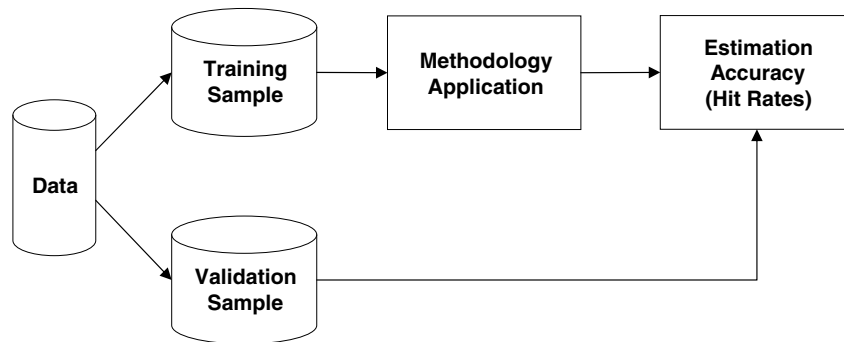 Training
Sample
Methodology
Application
Estimation
Accuracy
(Hit Rates)
Data
Validation
Sample